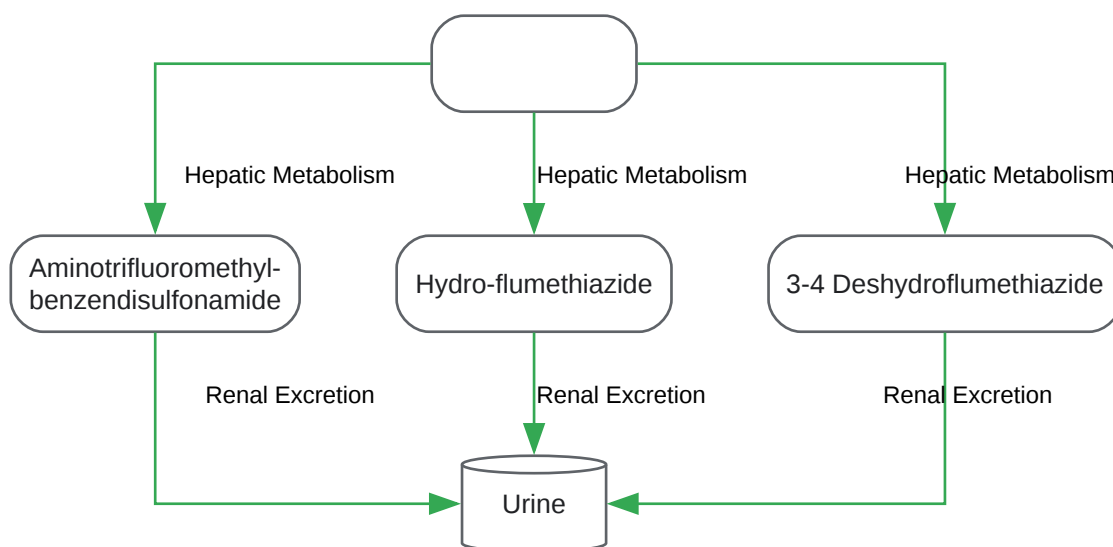 Hepatic Metabolism
Hepatic Metabolism
Hepatic Metabolism
Aminotrifluoromethyl-
benzendisulfonamide
Hydro-flumethiazide
3-4 Deshydroflumethiazide
Renal Excretion
Renal Excretion
Renal Excretion
Urine